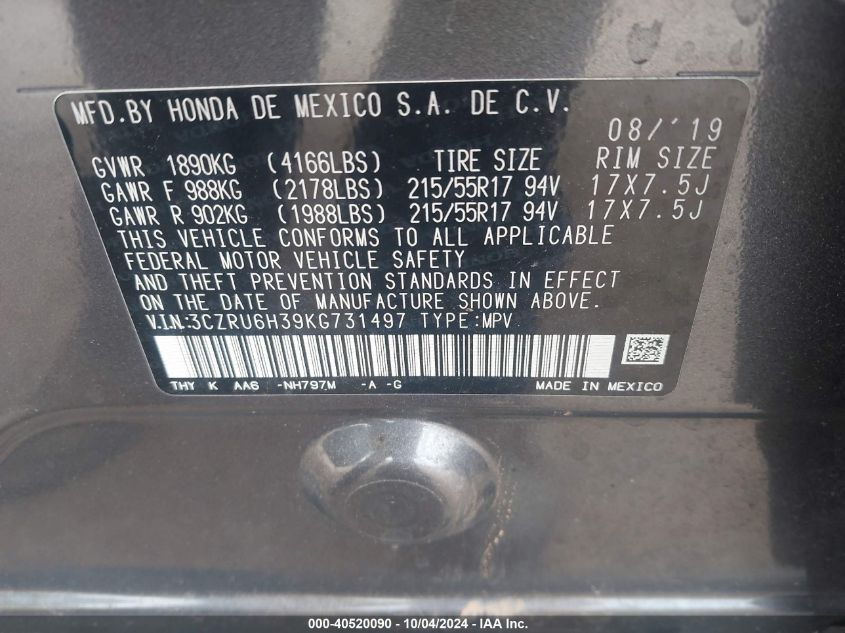 MFD.BY HONDA DE MEXICO S.A. DE C.V.
08/'19
GVWR 1890KG (4166LBS) TIRE SIZE RIM SIZE
GAWR F 988KG (2178LBS) 215/55R17 94V 17X7.5J
GAWR R 902KG (1988LBS) 215/55R17 94V 17X7.5J
THIS VEHICLE CONFORMS TO ALL APPLICABLE
FEDERAL MOTOR VEHICLE SAFETY
AND THEFT PREVENTION STANDARDS IN EFFECT
ON THE DATE OF MANUFACTURE SHOWN ABOVE.
V.I.N:3CZRU6H39KG731497 TYPE:MPV
THY K AA6 -NH797M -A -G MADE IN MEXICO
000-40520090 - 10/04/2024 - IAA Inc.